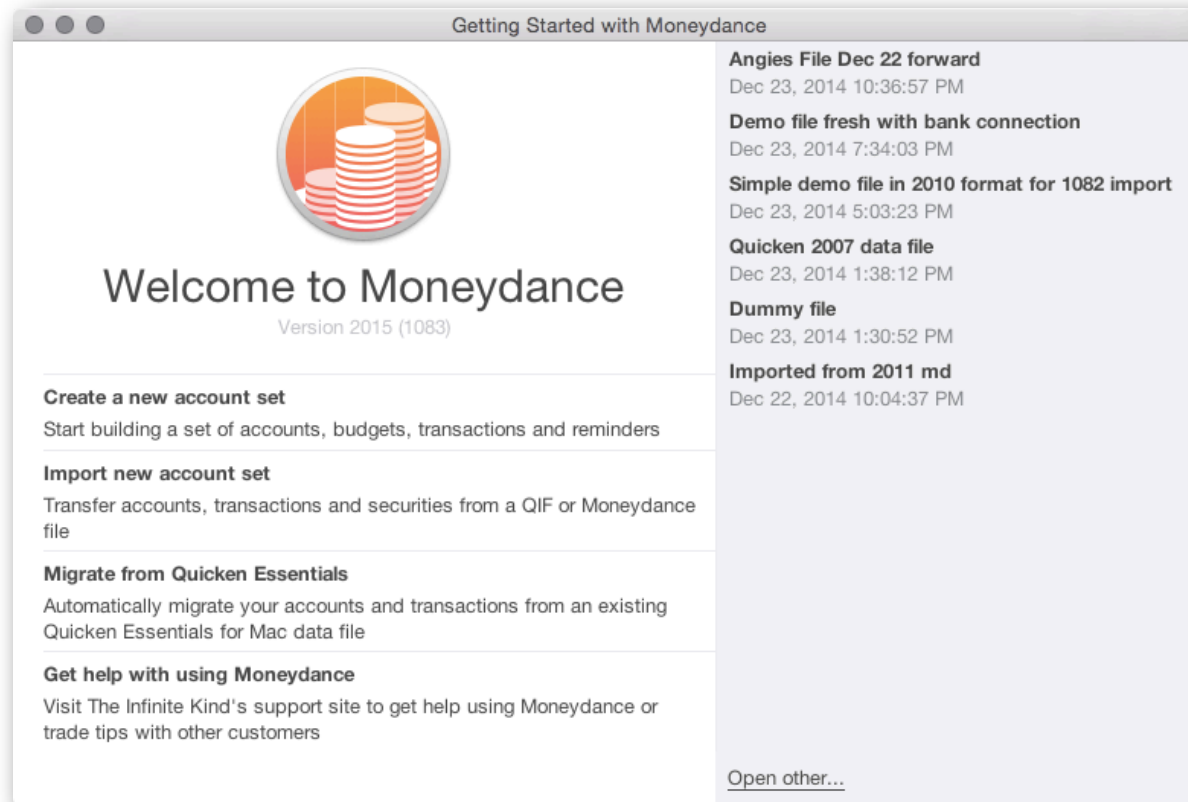 Getting Started with Moneydance
Welcome to Moneydance
Version 2015 (1083)
Create a new account set
Start building a set of accounts, budgets, transactions and reminders
Import new account set
Transfer accounts, transactions and securities from a QIF or Moneydance
file
Migrate from Quicken Essentials
Automatically migrate your accounts and transactions from an existing
Quicken Essentials for Mac data file
Get help with using Moneydance
Visit The Infinite Kind's support site to get help using Moneydance or
trade tips with other customers
Angies File Dec 22 forward
Dec 23, 2014 10:36:57 PM
Demo file fresh with bank connection
Dec 23, 2014 7:34:03 PM
Simple demo file in 2010 format for 1082 import
Dec 23, 2014 5:03:23 PM
Quicken 2007 data file
Dec 23, 2014 1:38:12 PM
Dummy file
Dec 23, 2014 1:30:52 PM
Imported from 2011 md
Dec 22, 2014 10:04:37 PM
Open other...